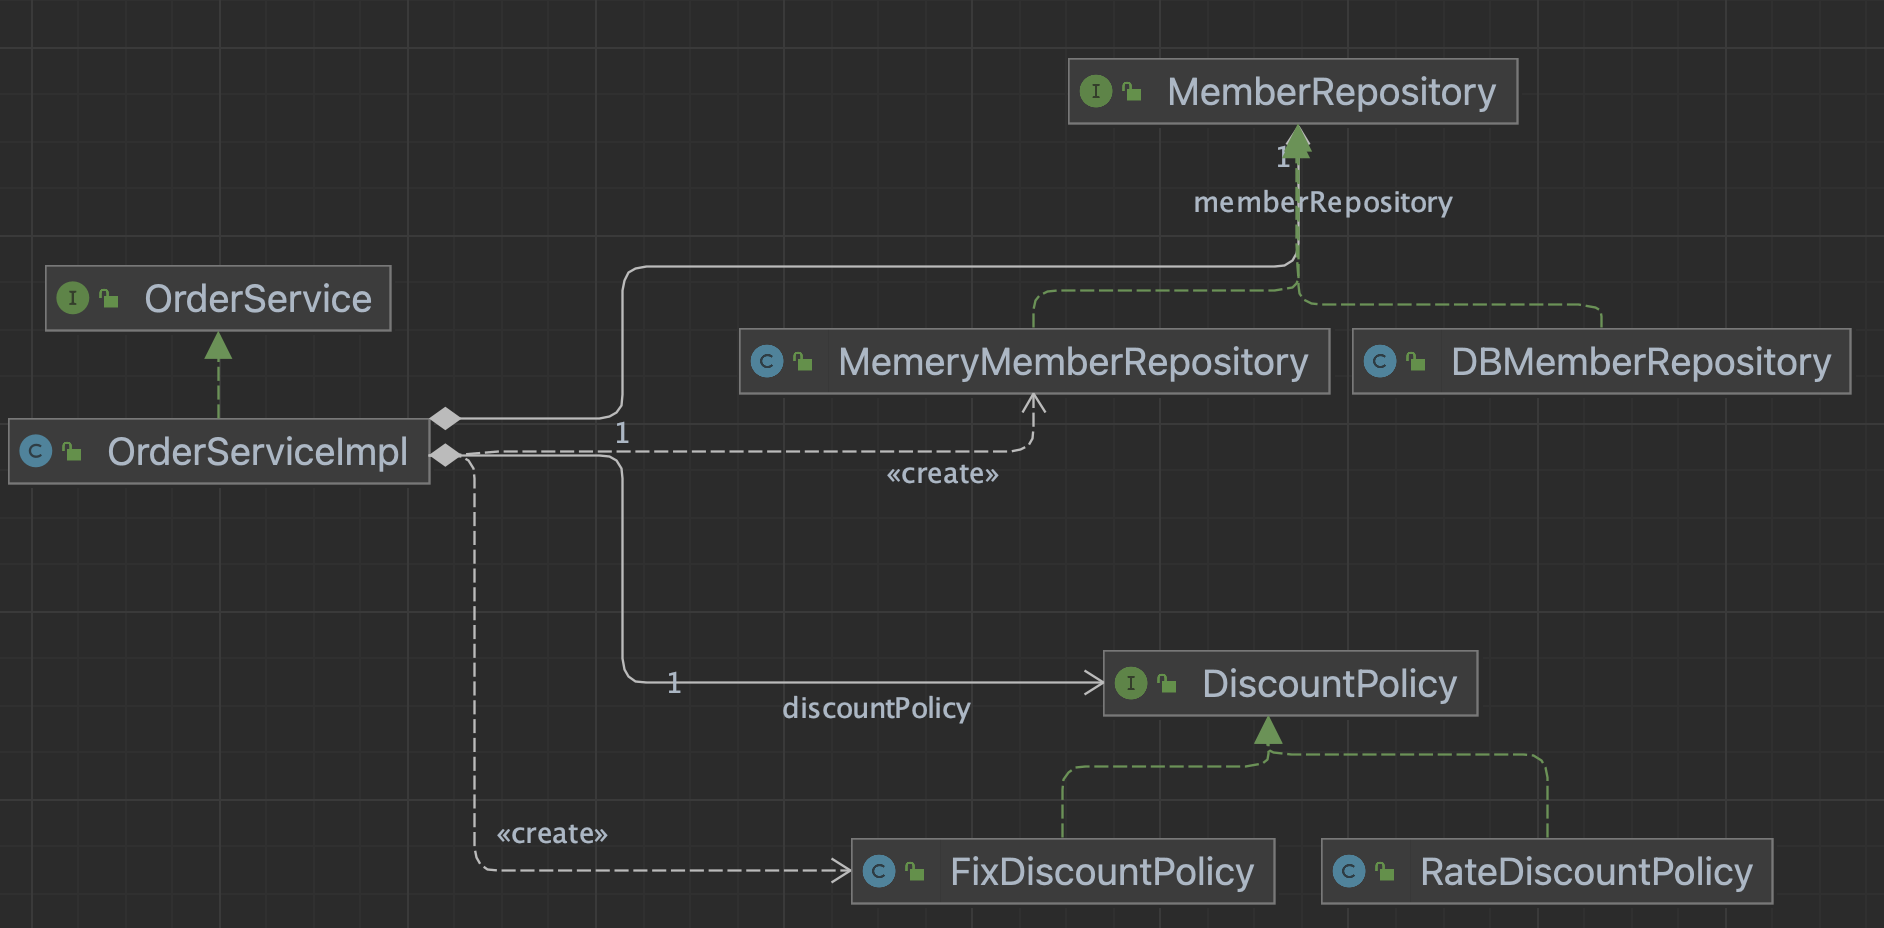 I MemberRepository
1
memberRepository
I OrderService
C MemeryMemberRepository
C DBMemberRepository
1
C OrderServiceImpl
«create»
1
discountPolicy
I DiscountPolicy
«create»
C FixDiscountPolicy
C RateDiscountPolicy